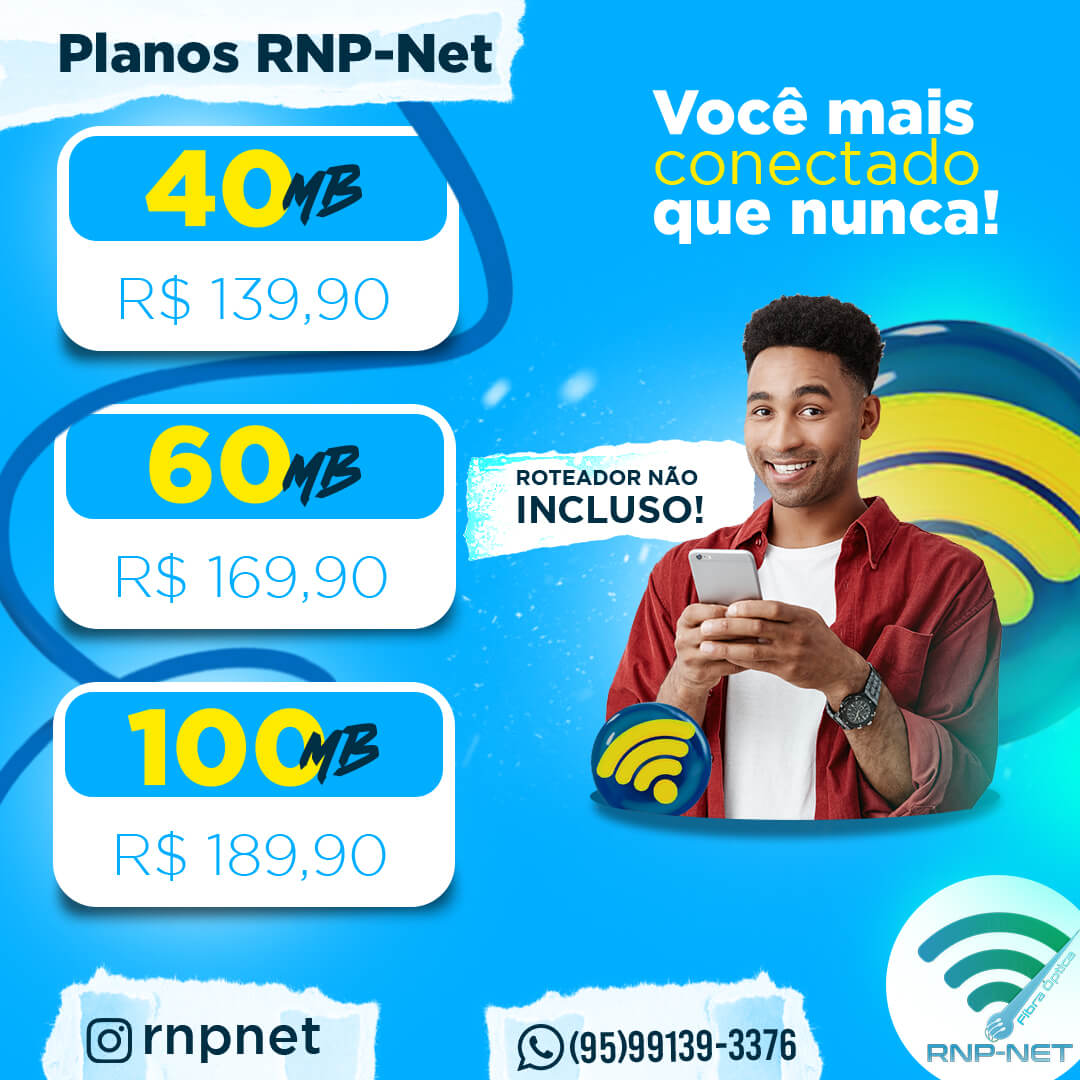 Planos RNP-Net
Você mais
conectado
que nunca!
40MB
R$ 139,90
60MB
R$ 169,90
ROTEADOR NÃO
INCLUSO!
100MB
R$ 189,90
rnpnet
(95)99139-3376
Fibra Óptica
RNP-NET